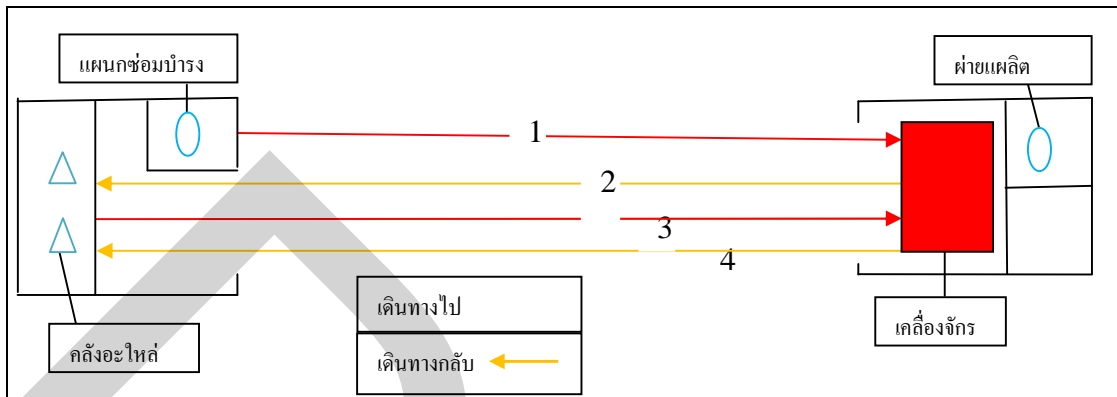 แผนกซ่อมบำรง
ผ่ายแผลิต
1
2
3
4
เดินทางไป
เดินทางกลับ
คลังอะใหล่
เคลื่องจักร